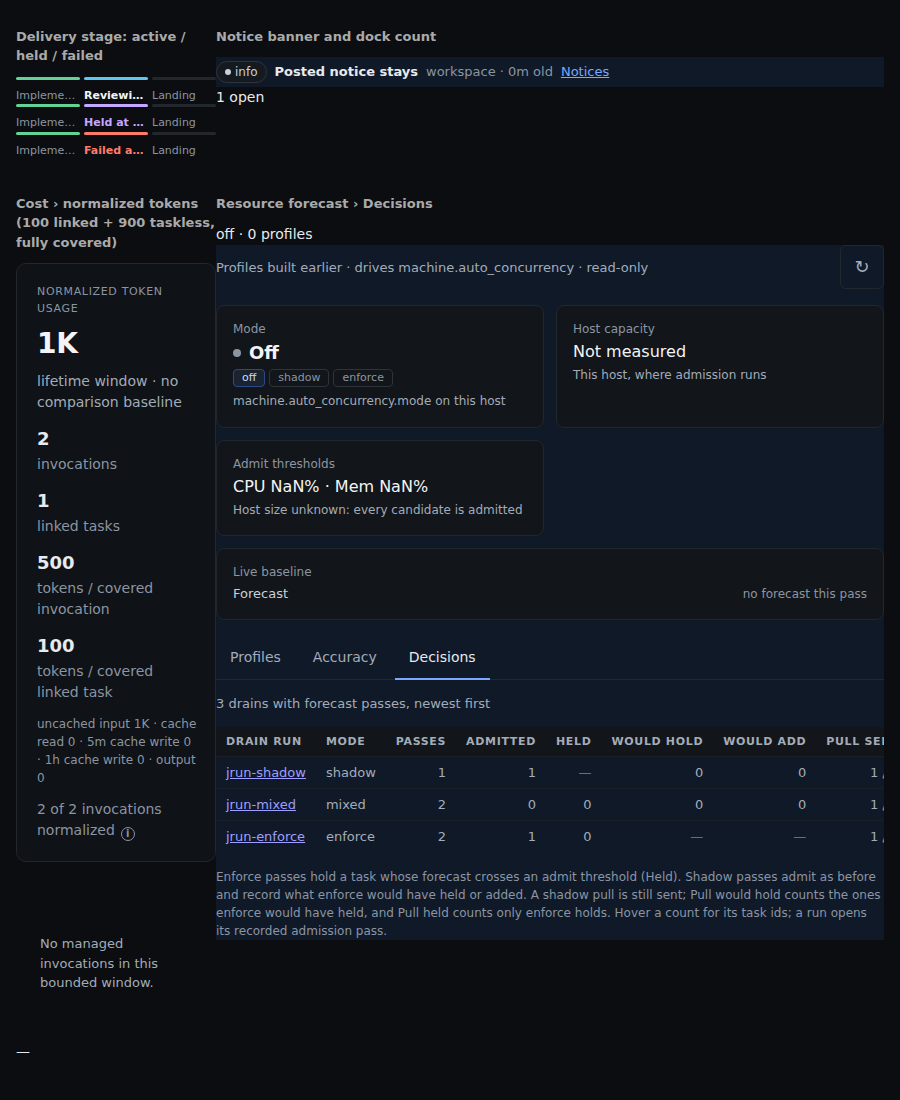 Delivery stage: active /
held / failed
Impleme…
Reviewi…
Landing
Impleme…
Held at …
Landing
Impleme…
Failed a…
Landing
Notice banner and dock count
info
Posted notice stays
workspace · 0m old
Notices
1 open
Cost › normalized tokens
(100 linked + 900 taskless,
fully covered)
NORMALIZED TOKEN
USAGE
1K
lifetime window · no
comparison baseline
2
invocations
1
linked tasks
500
tokens / covered
invocation
100
tokens / covered
linked task
uncached input 1K · cache
read 0 · 5m cache write 0
· 1h cache write 0 · output
0
2 of 2 invocations
normalized i
No managed
invocations in this
bounded window.
—
Resource forecast › Decisions
off · 0 profiles
Profiles built earlier · drives machine.auto_concurrency · read-only
↻
Mode
Off
off shadow enforce
machine.auto_concurrency.mode on this host
Host capacity
Not measured
This host, where admission runs
Admit thresholds
CPU NaN% · Mem NaN%
Host size unknown: every candidate is admitted
Live baseline
Forecast no forecast this pass
Profiles Accuracy Decisions
3 drains with forecast passes, newest first
DRAIN RUN MODE PASSES ADMITTED HELD WOULD HOLD WOULD ADD PULL
jrun-shadow shadow 1 1 — 0 0 1
jrun-mixed mixed 2 0 0 0 0 1
jrun-enforce enforce 2 1 0 — — 1
Enforce passes hold a task whose forecast crosses an admit threshold (Held). Shadow passes admit as before
and record what enforce would have held or added. A shadow pull is still sent; Pull would hold counts the ones
enforce would have held, and Pull held counts only enforce holds. Hover a count for its task ids; a run opens
its recorded admission pass.